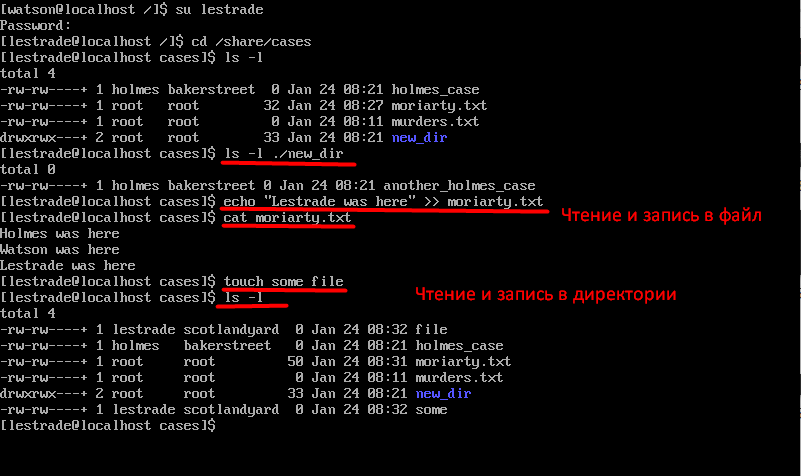 [watson@localhost /]$ su lestrade
Password:
[lestrade@localhost /]$ cd /share/cases
[lestrade@localhost cases]$ ls -l
total 4
-rw-rw----+ 1 holmes bakerstreet  0 Jan 24 08:21 holmes_case
-rw-rw----+ 1 root   root        32 Jan 24 08:27 moriarty.txt
-rw-rw----+ 1 root   root         0 Jan 24 08:11 murders.txt
drwxrwx---+ 2 root   root        33 Jan 24 08:21 new_dir
[lestrade@localhost cases]$ ls -l ./new_dir
total 0
-rw-rw----+ 1 holmes bakerstreet 0 Jan 24 08:21 another_holmes_case
[lestrade@localhost cases]$ echo "Lestrade was here" >> moriarty.txt
[lestrade@localhost cases]$ cat moriarty.txt
Чтение и запись в файл
Holmes was here
Watson was here
Lestrade was here
[lestrade@localhost cases]$ touch some file
[lestrade@localhost cases]$ ls -l
Чтение и запись в директории
total 4
-rw-rw----+ 1 lestrade scotlandyard  0 Jan 24 08:32 file
-rw-rw----+ 1 holmes   bakerstreet   0 Jan 24 08:21 holmes_case
-rw-rw----+ 1 root     root         50 Jan 24 08:31 moriarty.txt
-rw-rw----+ 1 root     root          0 Jan 24 08:11 murders.txt
drwxrwx---+ 2 root     root         33 Jan 24 08:21 new_dir
-rw-rw----+ 1 lestrade scotlandyard  0 Jan 24 08:32 some
[lestrade@localhost cases]$